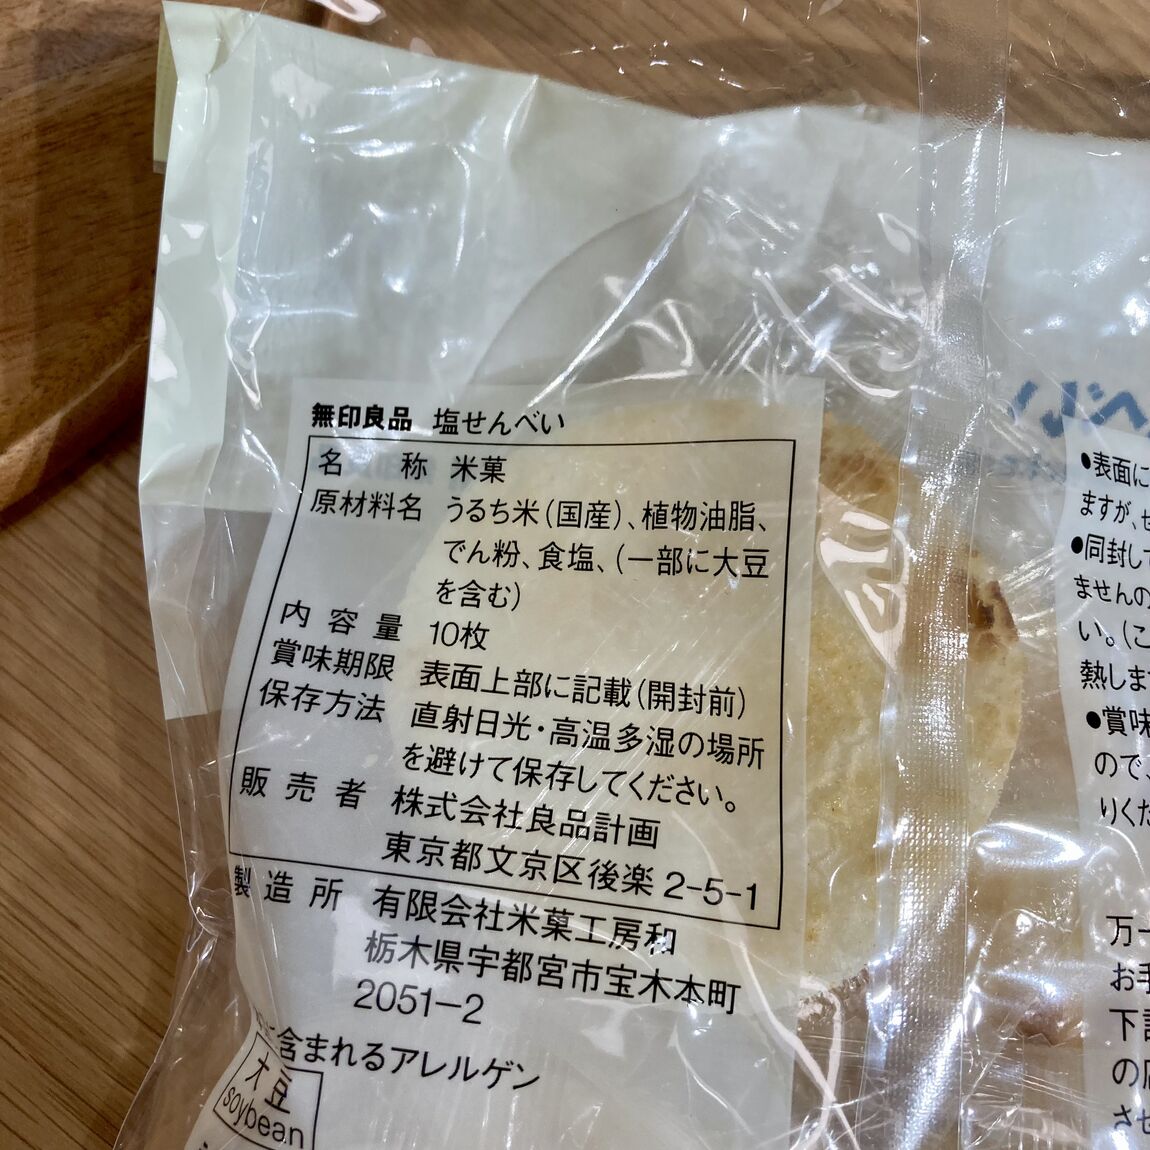 無印良品 塩せんべい
名称 米菓
原材料名 うるち米（国産）、植物油脂、
でん粉、食塩、（一部に大豆
を含む）
内容量 10枚
賞味期限 表面上部に記載（開封前）
保存方法 直射日光・高温多湿の場所
を避けて保存してください。
販売者 株式会社良品計画
東京都文京区後楽 2-5-1
製造所 有限会社米菓工房和
栃木県宇都宮市宝木本町
2051-2
含まれるアレルゲン
大豆
soybean
●表面に
ますが、
●同封し
ませんの
い。（こ
熱しま
●賞味
ので、
りくだ
万一
お手
下記
の店
させ